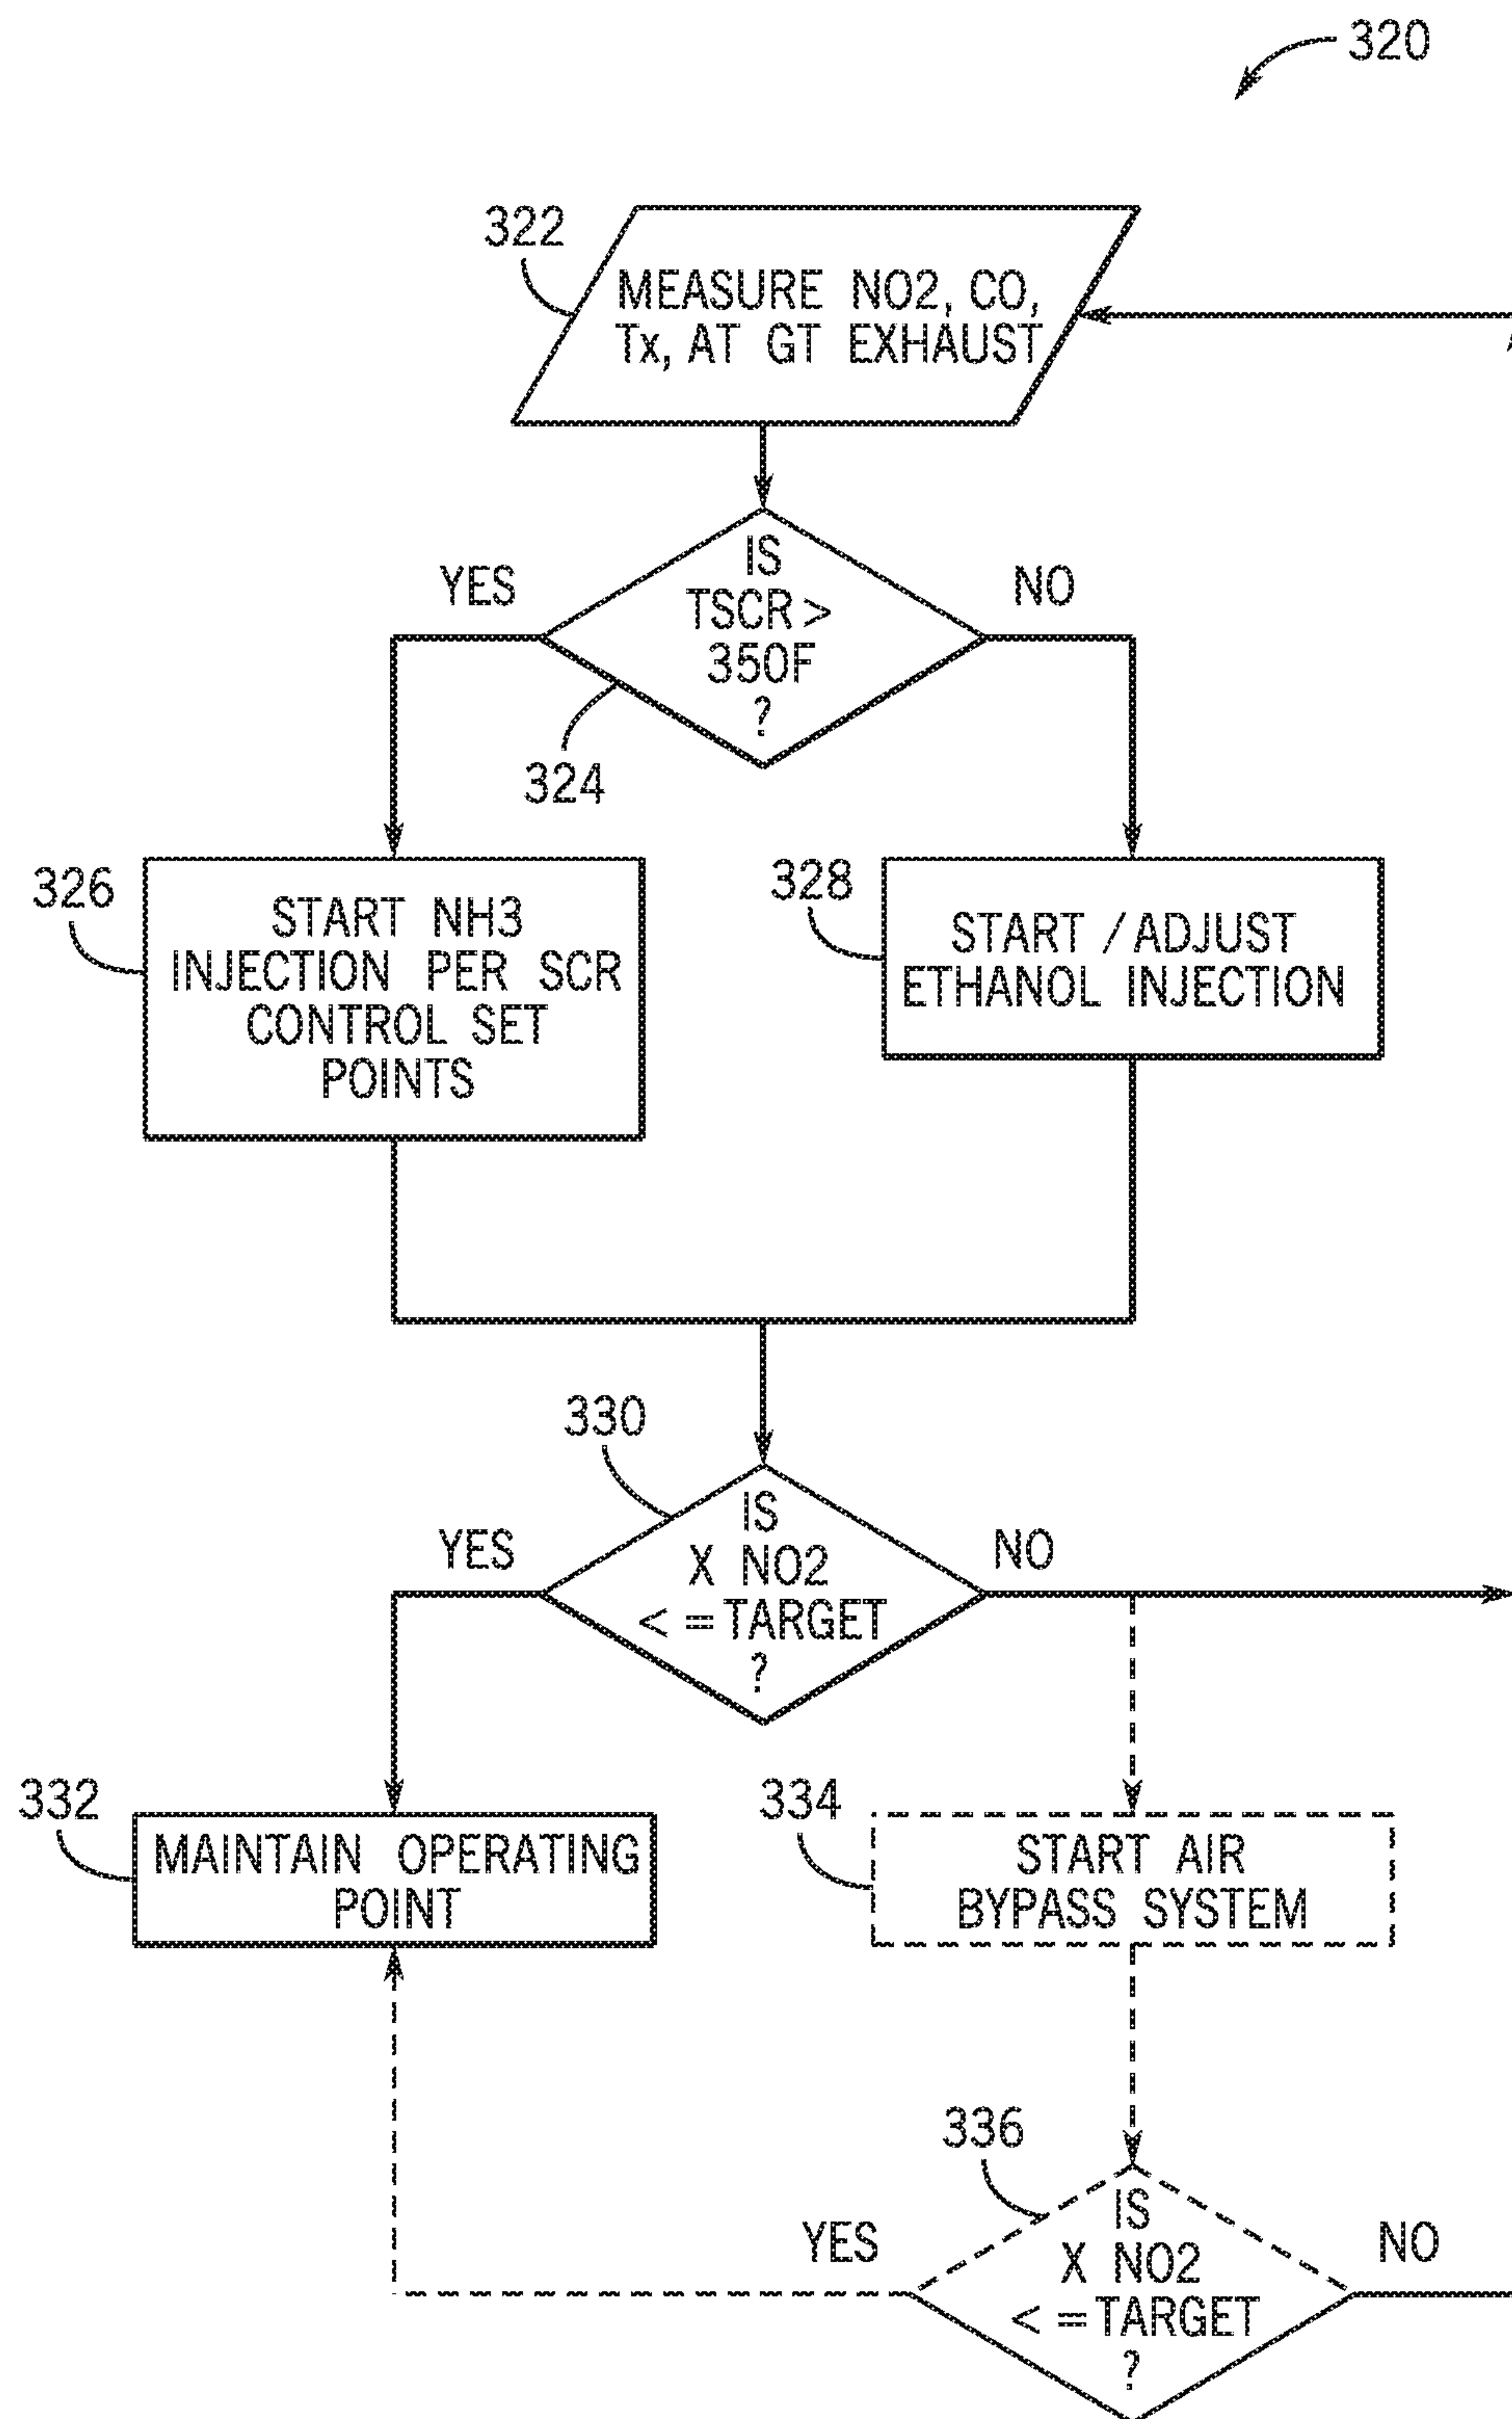 320
322
MEASURE NO2, CO,
Tx, AT GT EXHAUST
IS
TSCR >
350F
?
YES
NO
324
326
START NH3
INJECTION PER SCR
CONTROL SET
POINTS
328
START / ADJUST
ETHANOL INJECTION
330
IS
X NO2
< = TARGET
?
YES
NO
332
MAINTAIN OPERATING
POINT
334
START AIR
BYPASS SYSTEM
336
IS
X NO2
< = TARGET
?
YES
NO